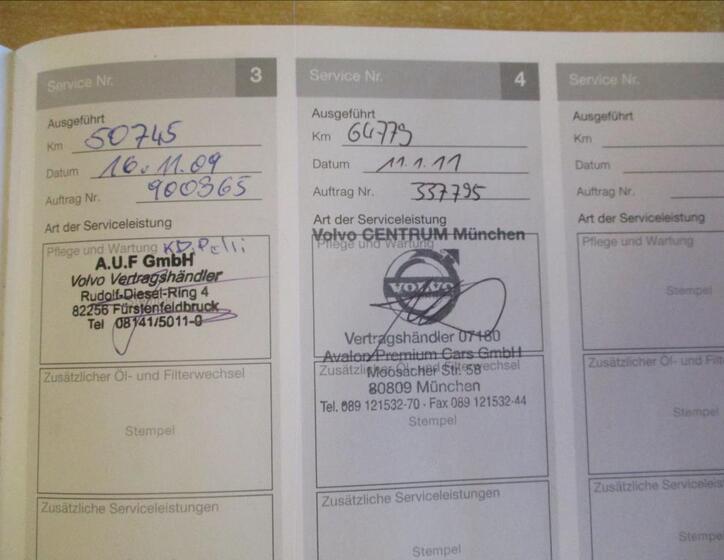 Service Nr. 3
Ausgeführt
Km 50745
Datum 16.11.09
Auftrag Nr. 900365
Art der Serviceleistung
Pflege und Wartung KD.
A.U.F GmbH
Volvo Vertragshändler
Rudolf-Diesel-Ring 4
82256 Fürstenfeldbruck
Tel 08141/5011-0
Zusätzlicher Öl- und Filterwechsel
Stempel
Zusätzliche Serviceleistungen
Service Nr. 4
Ausgeführt
Km 64779
Datum 11.1.11
Auftrag Nr. 337795
Art der Serviceleistung
Volvo CENTRUM München
Pflege und Wartung
VOLVO
Vertragshändler 07180
Avalon Premium Cars GmbH
Zusätzlicher Öl- und Filterwechsel
Moosacher Str. 58
80809 München
Tel. 089 121532-70 - Fax 089 121532-44
Stempel
Zusätzliche Serviceleistungen
Stempel
Service Nr.
Ausgeführt
Km
Datum
Auftrag Nr.
Art der Serviceleistung
Pflege und Wartung
Stempel
Zusätzlicher Öl- und Filt
Stempel
Zusätzliche Service